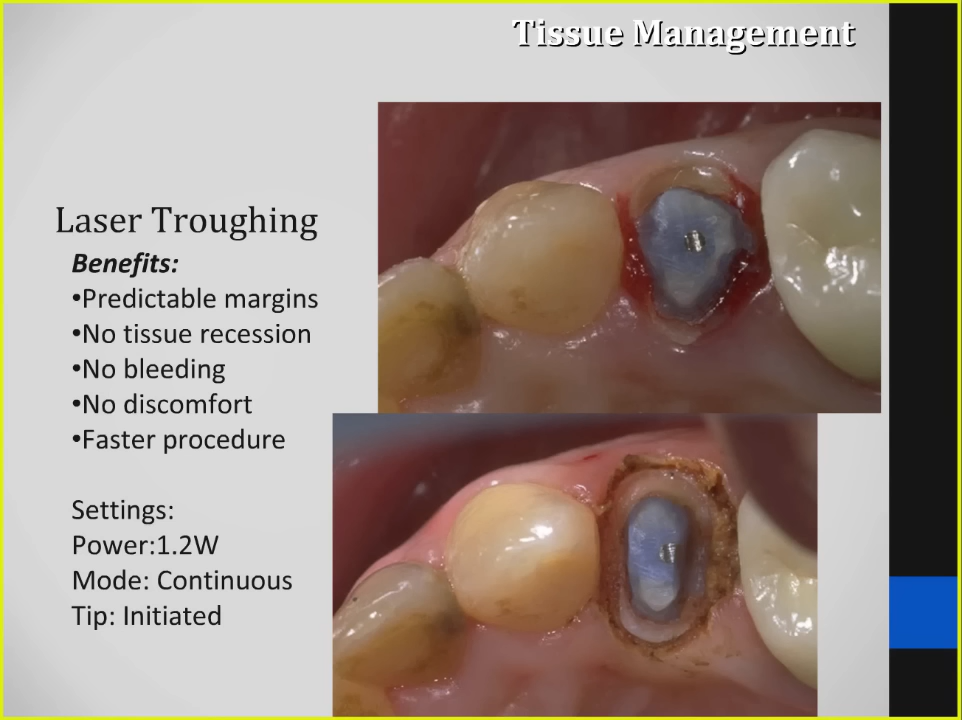 Tissue Management
Laser Troughing
Benefits:
•Predictable margins
•No tissue recession
•No bleeding
•No discomfort
•Faster procedure
Settings:
Power:1.2W
Mode: Continuous
Tip: Initiated